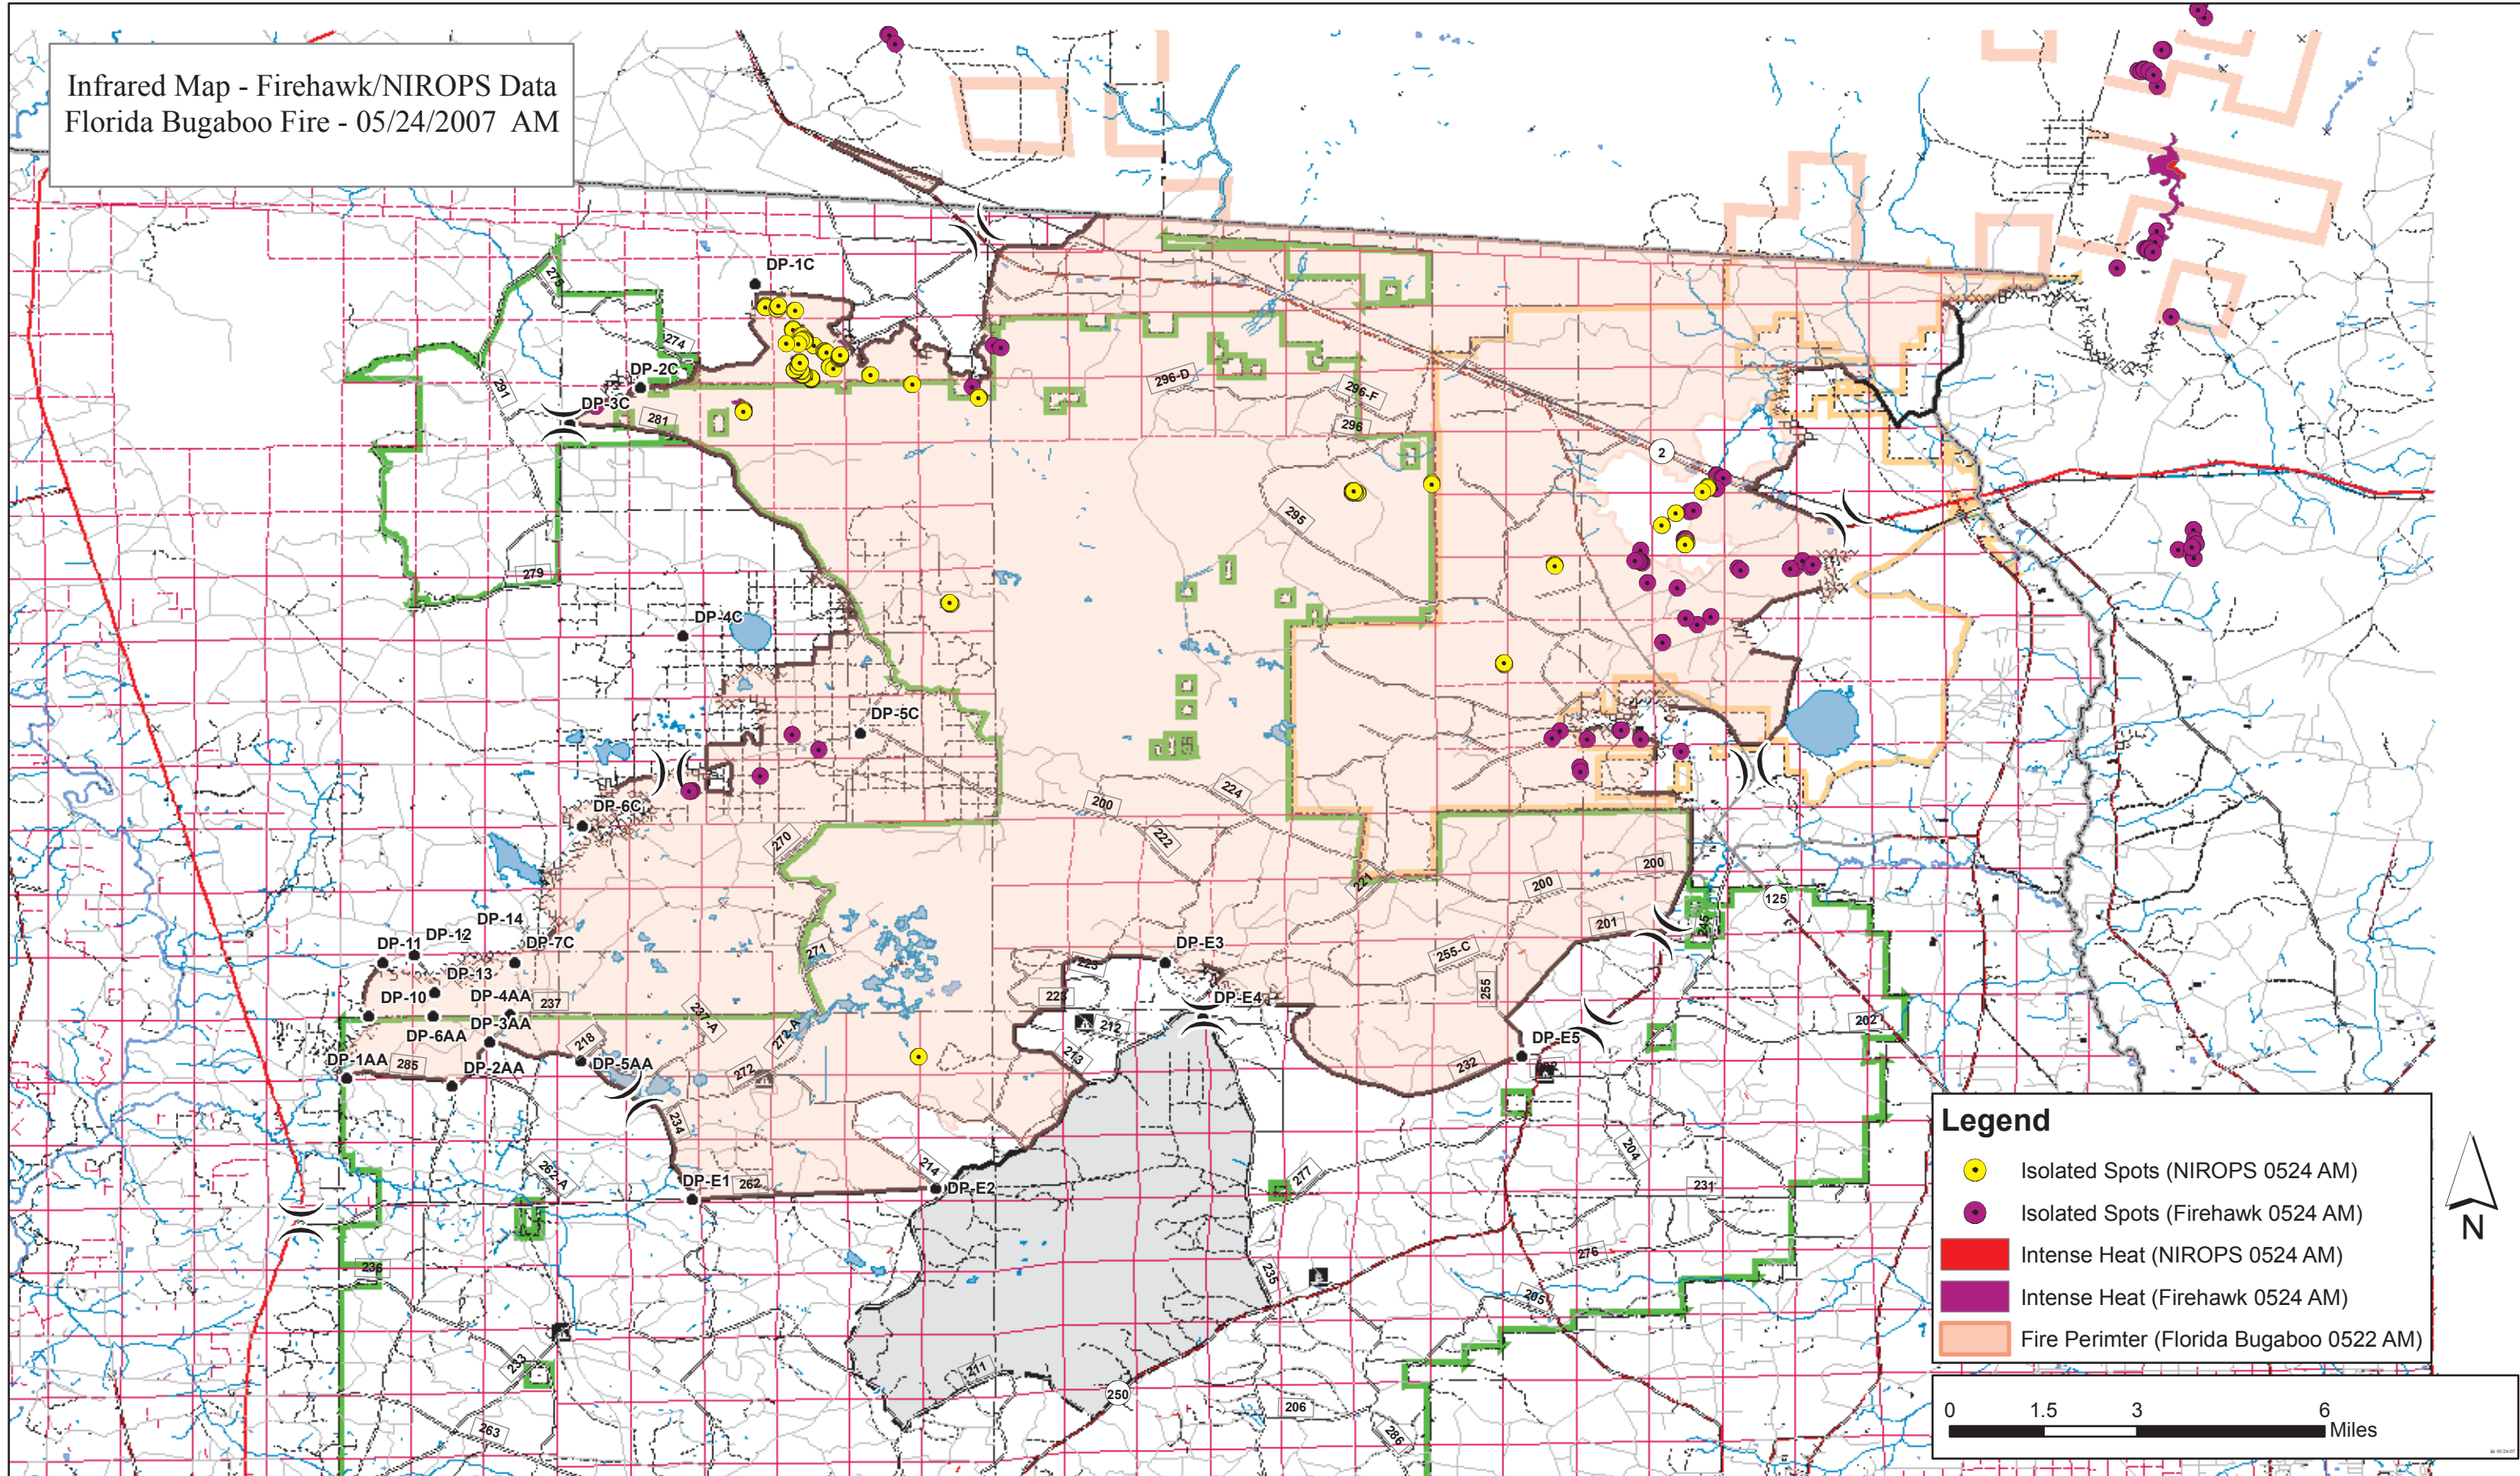 Infrared Map - Firehawk/NIROPS Data
Florida Bugaboo Fire - 05/24/2007 AM
DP-1C
274
DP-2C
291
DP-3C
281
296-D
296-F
296
2
295
279
DP-4C
DP-5C
200
224
DP-6C
270
222
221
200
200
125
201
245
DP-14
DP-12
DP-11
DP-7C
DP-13
271
DP-E3
223
255-C
255
DP-10
DP-4AA
237
237-A
DP-E4
DP-6AA
DP-3AA
218
272-A
212
213
202
DP-1AA
285
DP-2AA
DP-5AA
272
DP-E5
232
234
204
262-A
214
277
DP-E1
262
DP-E2
231
236
235
276
205
233
211
250
263
206
286
Legend
Isolated Spots (NIROPS 0524 AM)
Isolated Spots (Firehawk 0524 AM)
Intense Heat (NIROPS 0524 AM)
Intense Heat (Firehawk 0524 AM)
Fire Perimter (Florida Bugaboo 0522 AM)
N
0 1.5 3 6
Miles